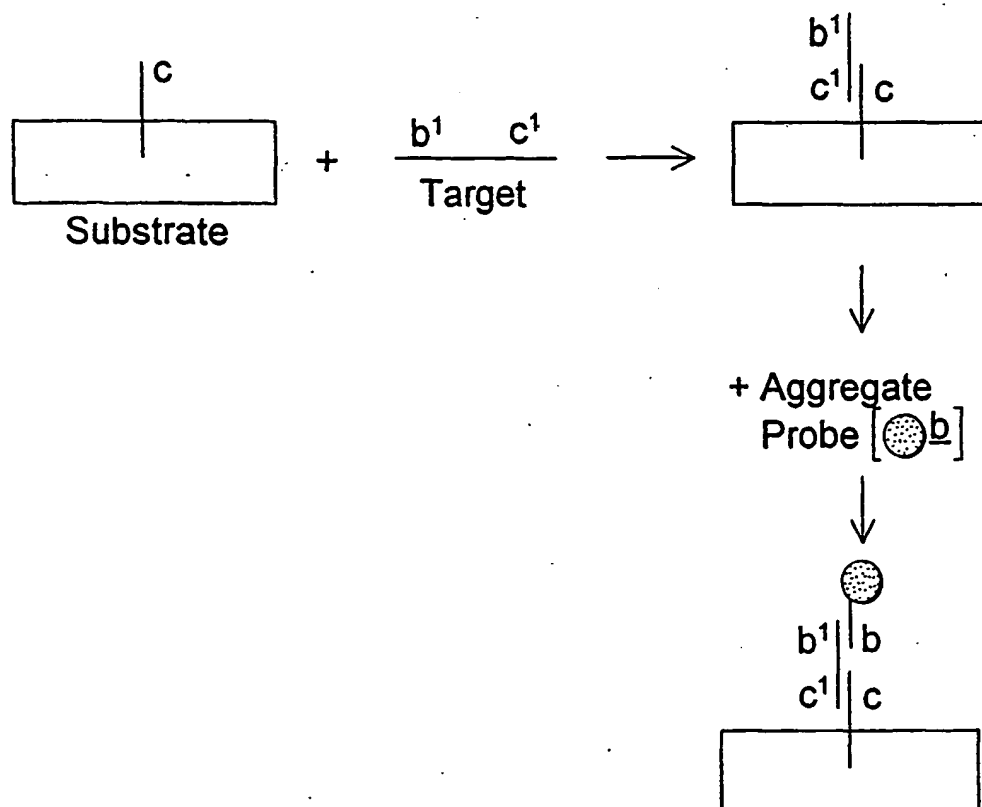 c
Substrate
+
b¹ c¹
Target
b¹
c¹ c
+ Aggregate
Probe [b]
b¹ b
c¹ c